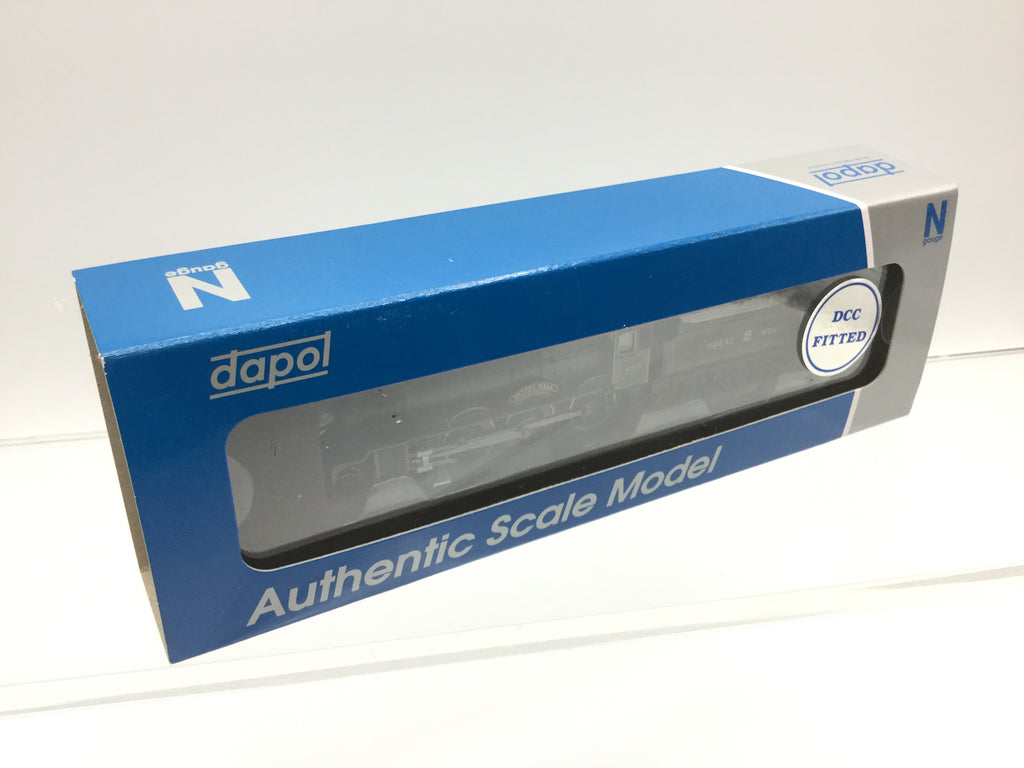 dapol
N
gauge
N
gauge
dapol
DCC
FITTED
Authentic Scale Model